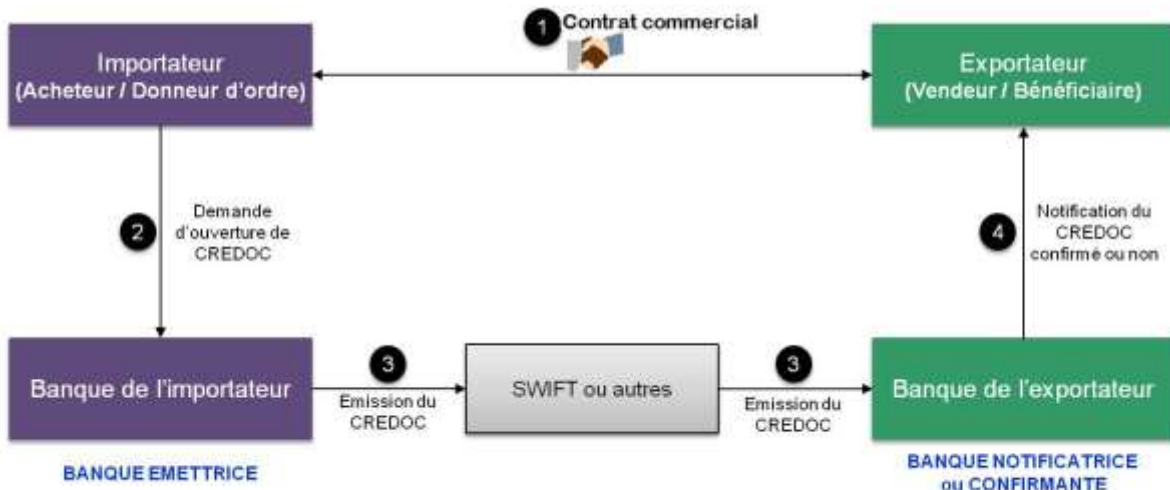 1 Contrat commercial
Importateur
(Acheteur / Donneur d'ordre)
Exportateur
(Vendeur / Bénéficiaire)
2
Demande
d'ouverture de
CREDOC
4
Notification du
CREDOC
confirmé ou non
Banque de l'importateur
3
Emission du
CREDOC
SWIFT ou autres
3
Emission du
CREDOC
Banque de l'exportateur
BANQUE EMETTRICE
BANQUE NOTIFICATRICE
ou CONFIRMANTE